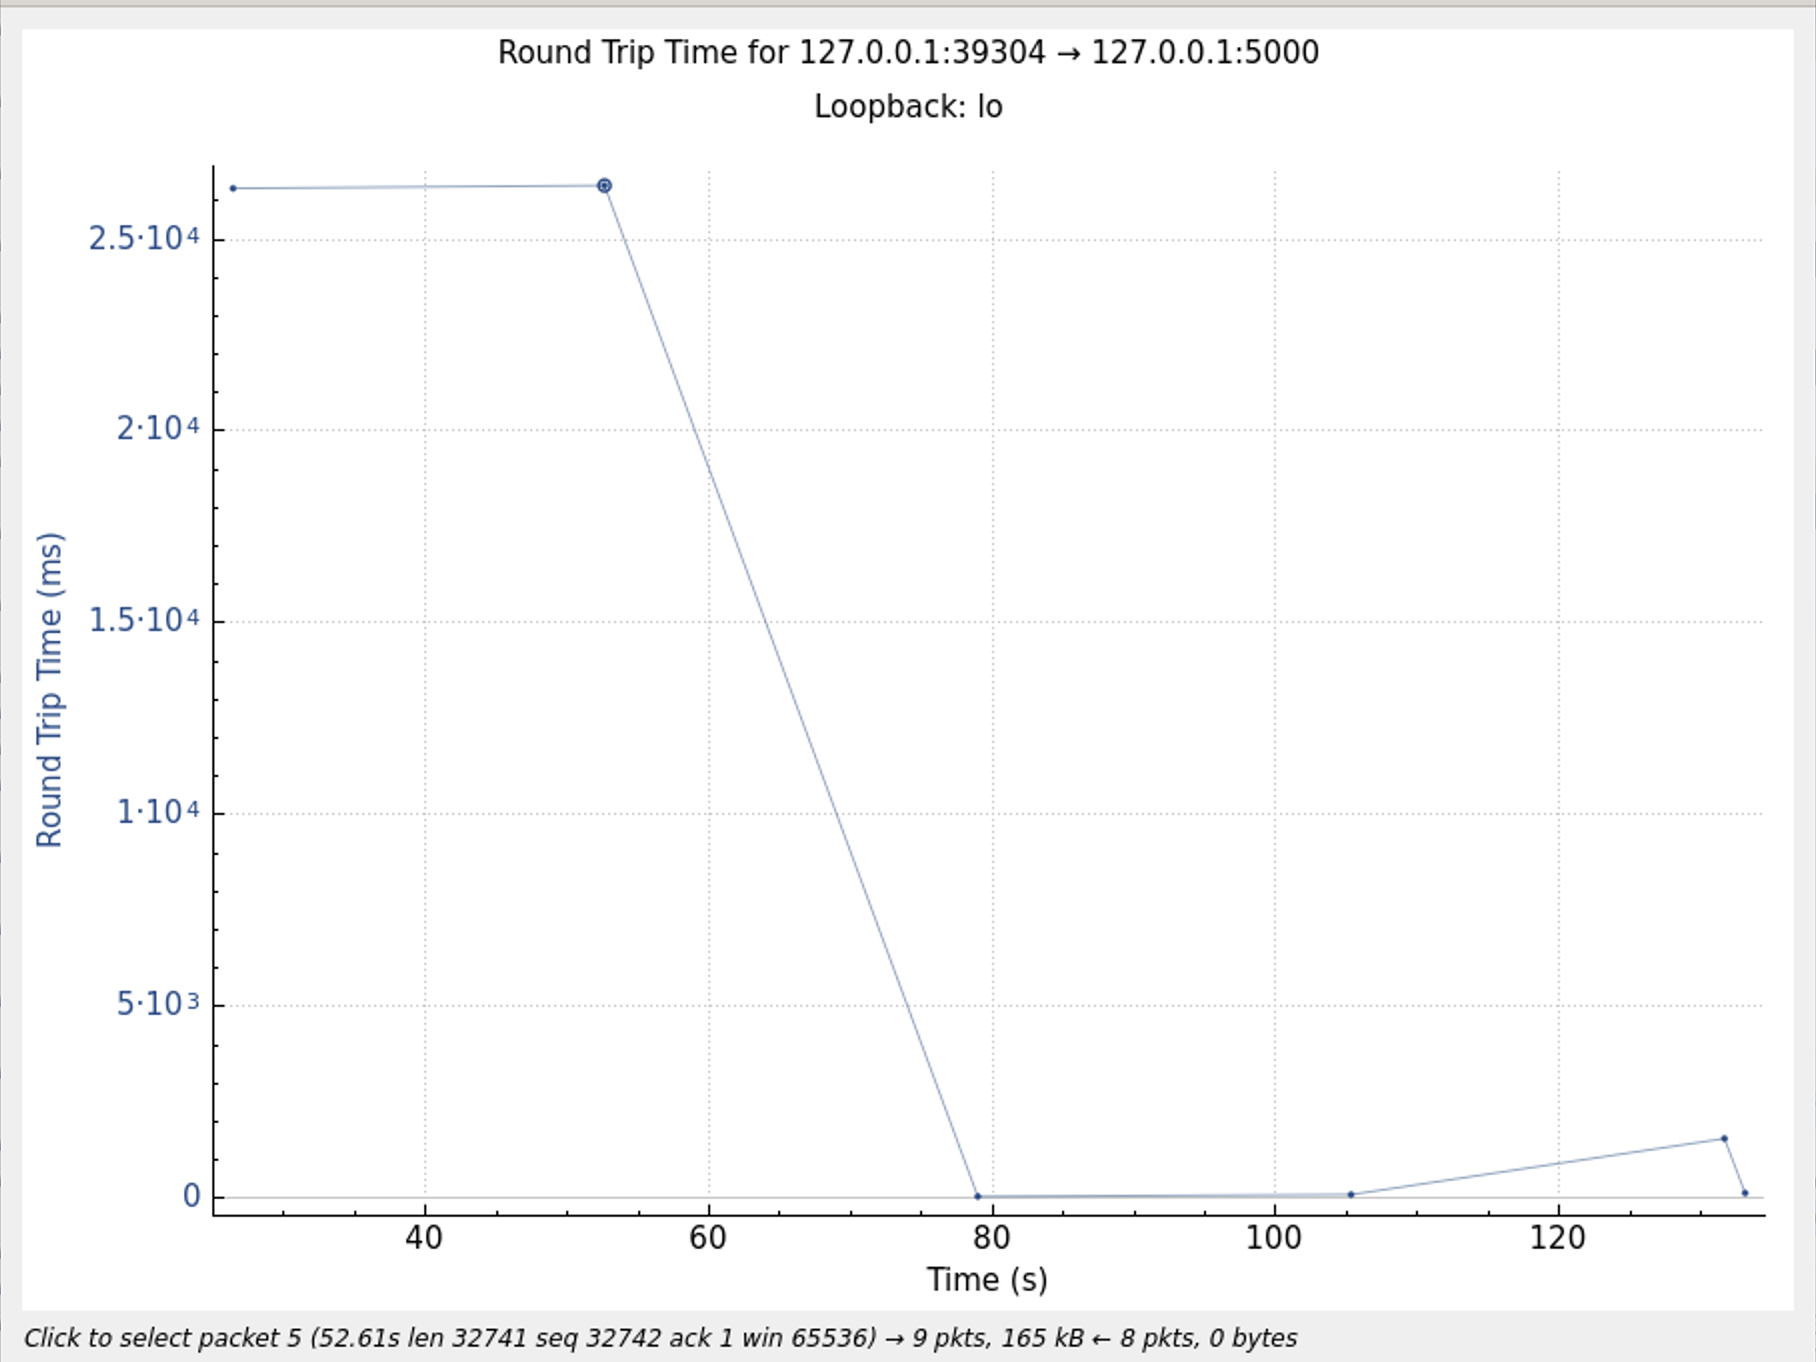 Round Trip Time for 127.0.0.1:39304 → 127.0.0.1:5000
Loopback: lo
Round Trip Time (ms)
2.5·10⁴
2·10⁴
1.5·10⁴
1·10⁴
5·10³
0
40 60 80 100 120
Time (s)
Click to select packet 5 (52.61s len 32741 seq 32742 ack 1 win 65536) → 9 pkts, 165 kB ← 8 pkts, 0 bytes